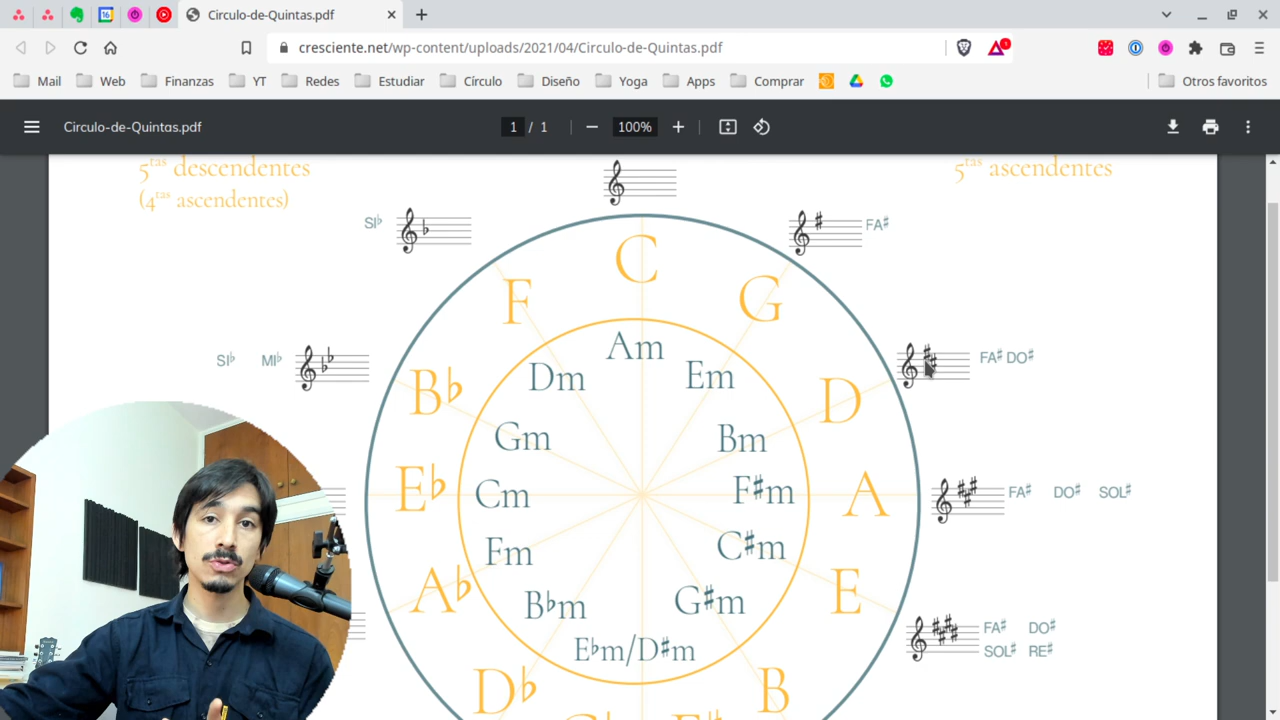 Circulo-de-Quintas.pdf
cresciente.net/wp-content/uploads/2021/04/Circulo-de-Quintas.pdf
Mail Web Finanzas YT Redes Estudiar Círculo Diseño Yoga Apps Comprar Otros favoritos
Circulo-de-Quintas.pdf 1 / 1 100%
5tas descendentes
(4tas ascendentes)
5tas ascendentes
SI♭
FA♯
C
F
G
Am
SI♭ MI♭
FA♯ DO♯
Dm
Em
B♭
D
Gm
Bm
E♭
Cm
F♯m
A
FA♯ DO♯ SOL♯
Fm
C♯m
A♭
E
B♭m
G♯m
FA♯ DO♯
SOL♯ RE♯
E♭m/D♯m
D♭
B